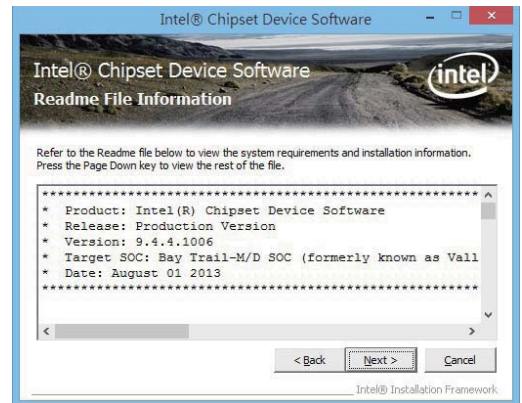 Intel® Chipset Device Software
Intel® Chipset Device Software
Readme File Information
intel
Refer to the Readme file below to view the system requirements and installation information.
Press the Page Down key to view the rest of the file.
************************************************************
* Product: Intel(R) Chipset Device Software
* Release: Production Version
* Version: 9.4.4.1006
* Target SOC: Bay Trail-M/D SOC (formerly known as Vall
* Date: August 01 2013
************************************************************
< Back
Next >
Cancel
Intel® Installation Framework